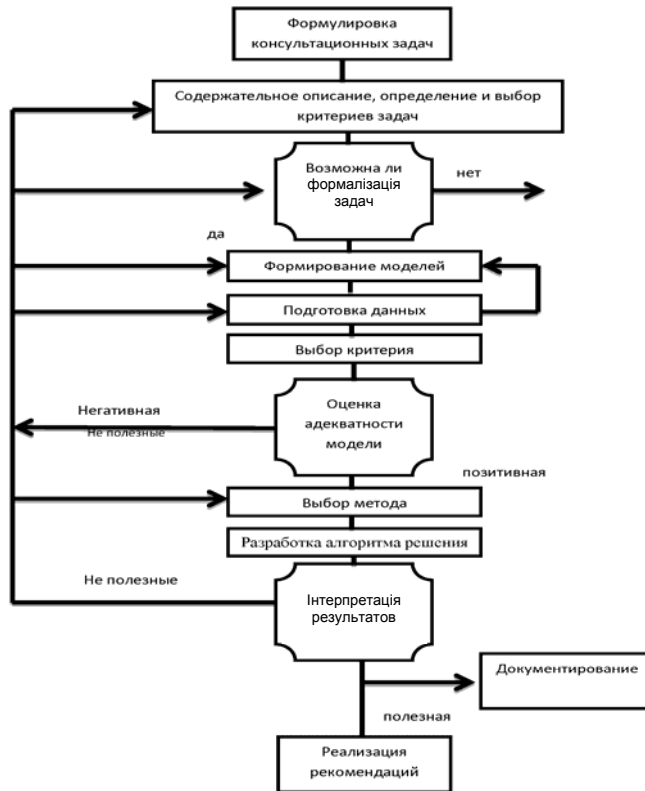 Формулировка
консультационных задач
Содержательное описание, определение и выбор
критериев задач
Возможна ли
формалізація
задач
нет
да
Формирование моделей
Подготовка данных
Выбор критерия
Оценка
адекватности
модели
Негативная
Не полезные
позитивная
Выбор метода
Разработка алгоритма решения
Не полезные
Інтерпретація
результатов
Документирование
полезная
Реализация
рекомендаций